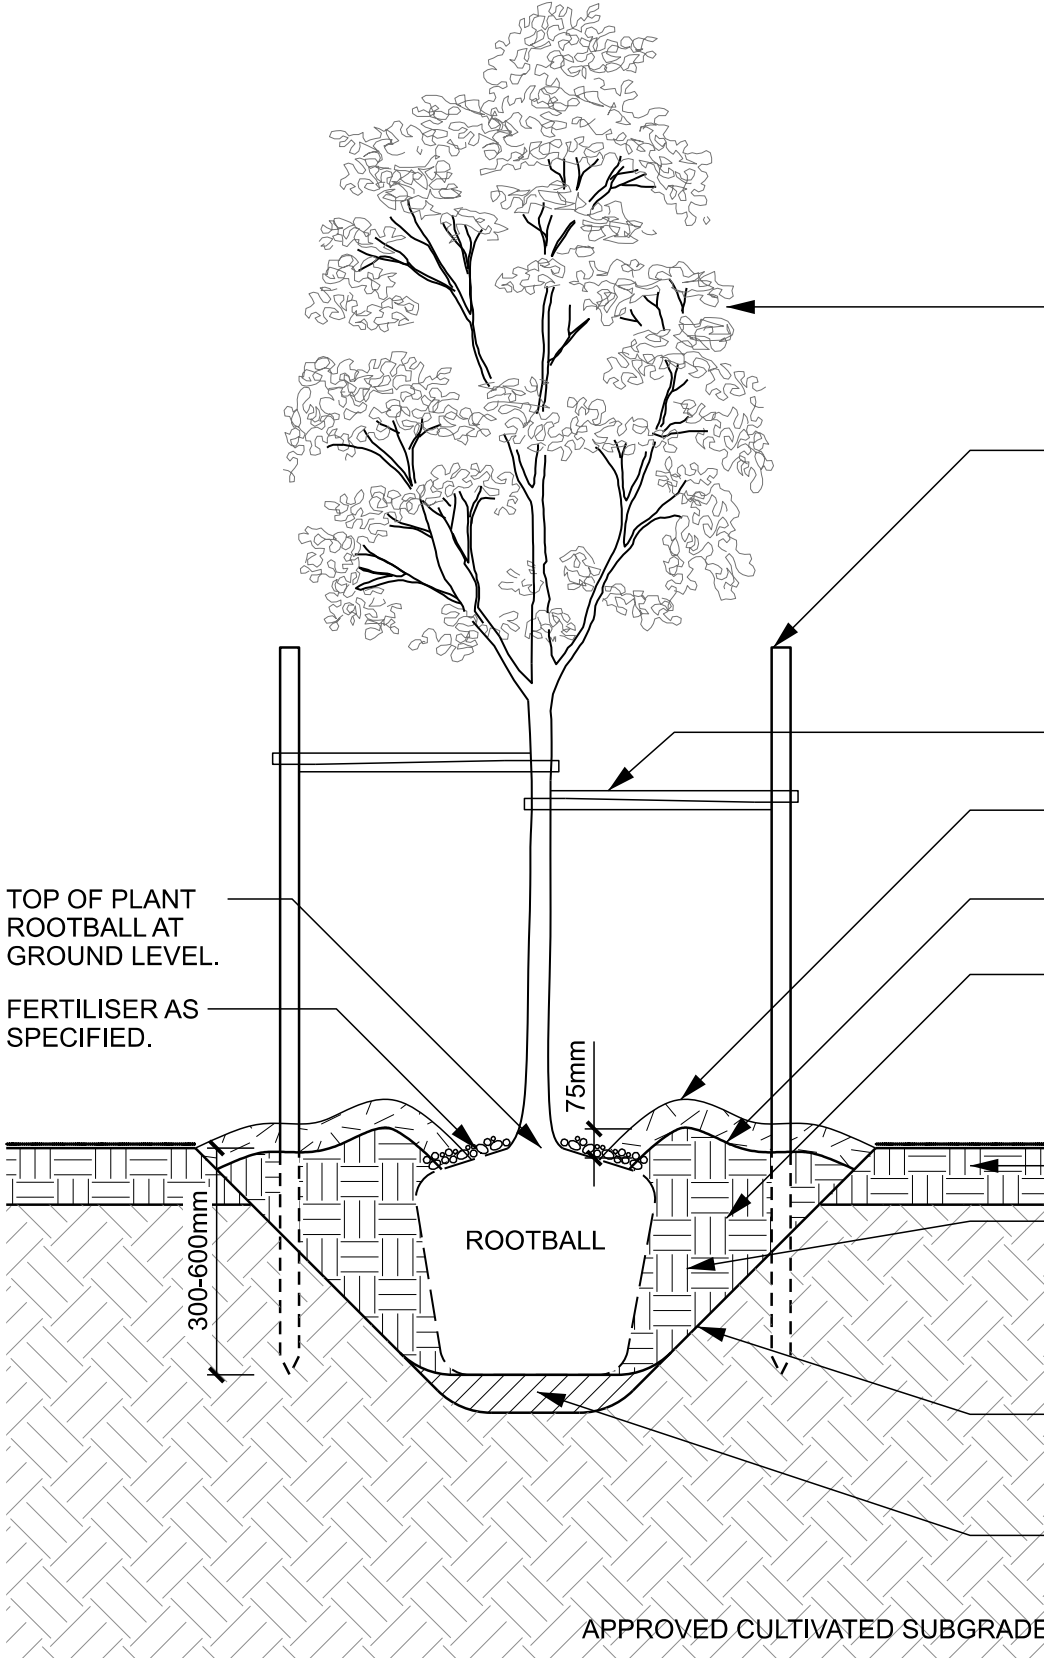 TOP OF PLANT
ROOTBALL AT
GROUND LEVEL.
FERTILISER AS
SPECIFIED.
75mm
300-600mm
ROOTBALL
APPROVED CULTIVATED SUBGRADE